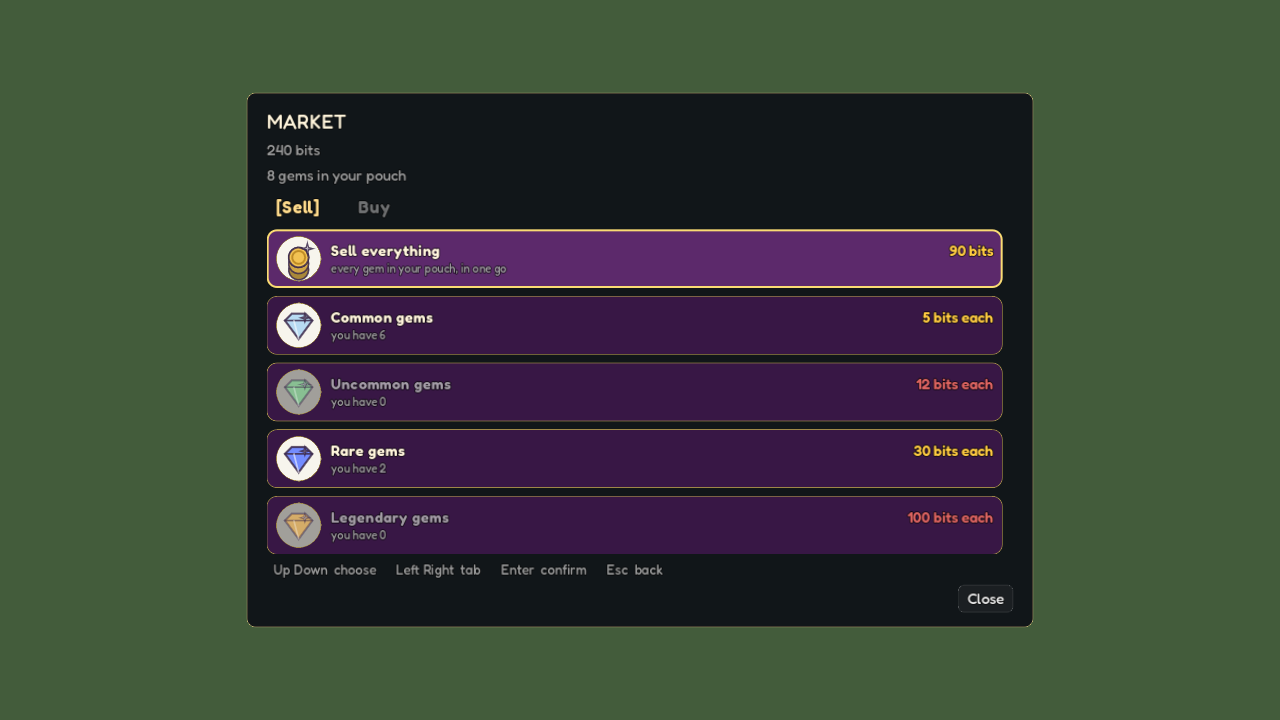 MARKET
240 bits
8 gems in your pouch
[Sell] Buy
Sell everything 90 bits
every gem in your pouch, in one go
Common gems 5 bits each
you have 6
Uncommon gems 12 bits each
you have 0
Rare gems 30 bits each
you have 2
Legendary gems 100 bits each
you have 0
Up Down choose Left Right tab Enter confirm Esc back
Close